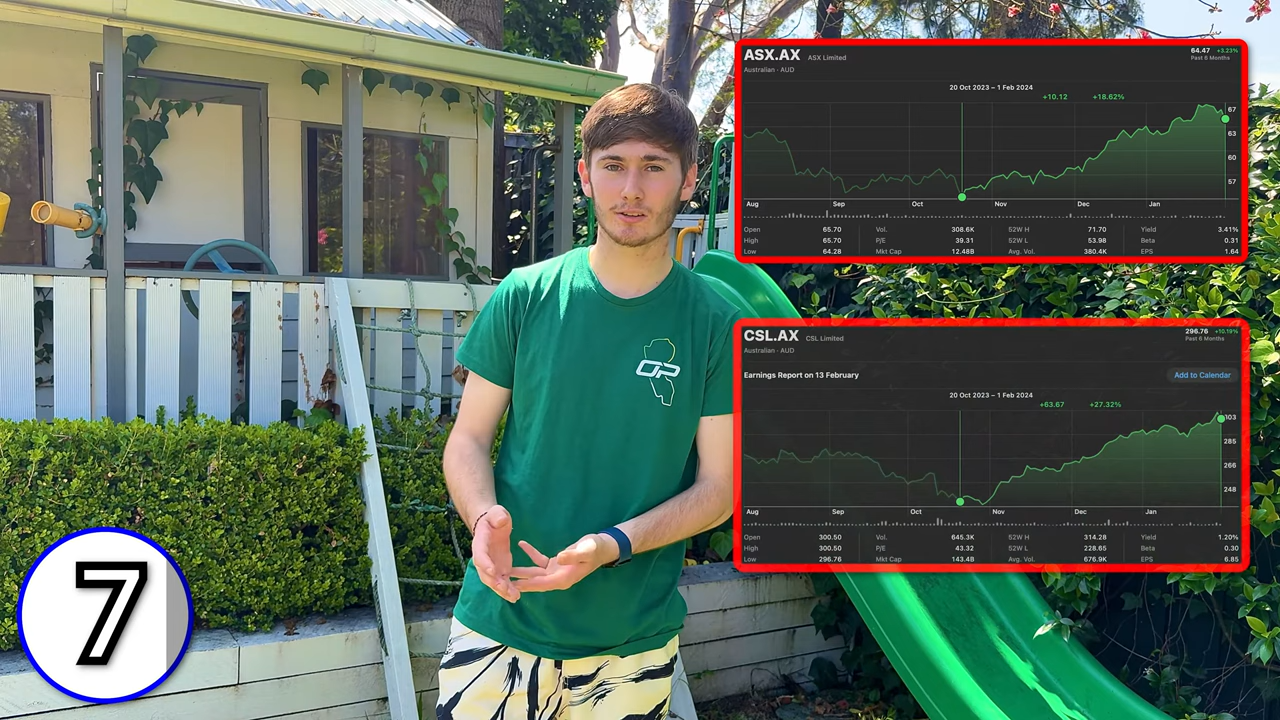 ASX.AX ASX Limited 64.47 +3.23%
Australian · AUD Past 6 Months
20 Oct 2023 – 1 Feb 2024
+10.12 +18.62%
67
63
60
57
Aug Sep Oct Nov Dec Jan
Open 65.70 Vol. 308.6K 52W H 71.70 Yield 3.41%
High 65.70 P/E 39.31 52W L 53.98 Beta 0.31
Low 64.28 Mkt Cap 12.48B Avg. Vol. 380.4K EPS 1.64
CSL.AX CSL Limited 296.76 +10.19%
Australian · AUD Past 6 Months
Earnings Report on 13 February Add to Calendar
20 Oct 2023 – 1 Feb 2024
+63.67 +27.32%
303
285
266
248
Aug Sep Oct Nov Dec Jan
Open 300.50 Vol. 645.3K 52W H 314.28 Yield 1.20%
High 300.50 P/E 43.32 52W L 228.65 Beta 0.30
Low 296.76 Mkt Cap 143.4B Avg. Vol. 676.9K EPS 6.85
OP
7